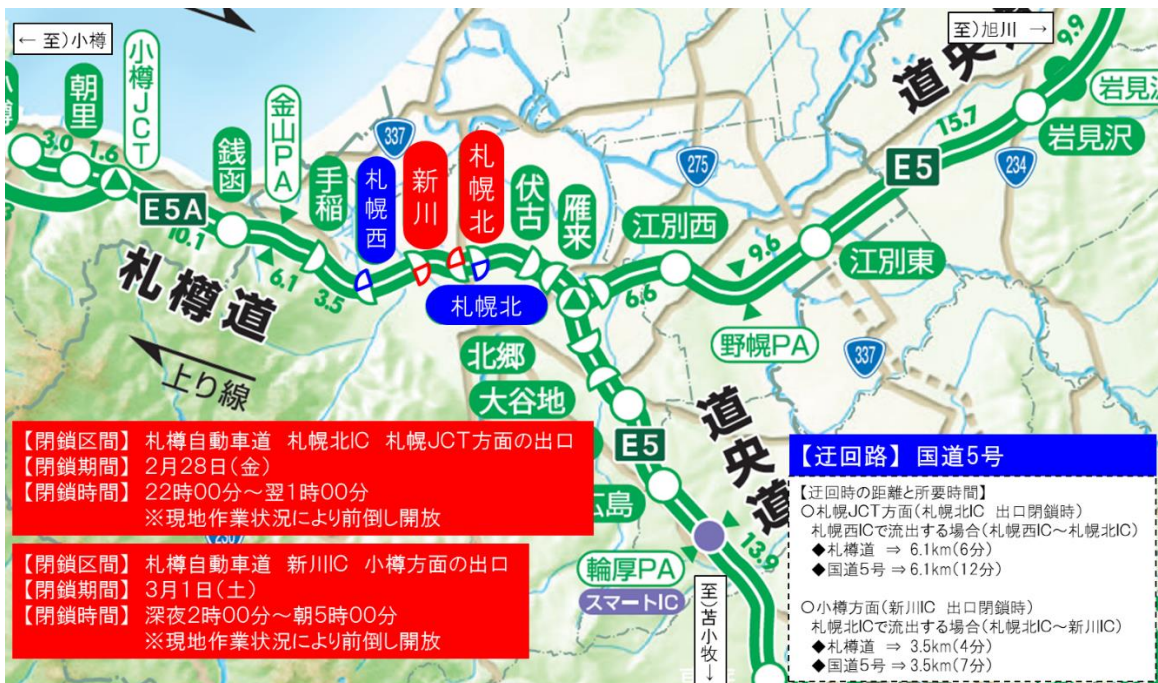 ← 至)小樽
至)旭川 →
朝里
小樽JCT
金山PA
銭函
手稲
札幌西
新川
札幌北
伏古
雁来
江別西
江別東
岩見沢
道央
9.9
15.7
337
275
234
E5
E5A
3.0
1.6
10.1
6.1
3.5
6.6
9.6
札樽道
札幌北
野幌PA
337
北郷
大谷地
E5
道央道
上り線
広島
輪厚PA
スマートIC
13.9
至)苫小牧→
【閉鎖区間】 札樽自動車道 札幌北IC 札幌JCT方面の出口
【閉鎖期間】 2月28日(金)
【閉鎖時間】 22時00分~翌1時00分
※現地作業状況により前倒し開放
【閉鎖区間】 札樽自動車道 新川IC 小樽方面の出口
【閉鎖期間】 3月1日(土)
【閉鎖時間】 深夜2時00分~朝5時00分
※現地作業状況により前倒し開放
【迂回路】 国道5号
【迂回時の距離と所要時間】
○札幌JCT方面(札幌北IC 出口閉鎖時)
札幌西ICで流出する場合(札幌西IC~札幌北IC)
◆札樽道 ⇒ 6.1km(6分)
◆国道5号⇒6.1km(12分)
○小樽方面(新川IC 出口閉鎖時)
札幌北ICで流出する場合(札幌北IC~新川IC)
◆札樽道 ⇒ 3.5km(4分)
◆国道5号⇒3.5km(7分)